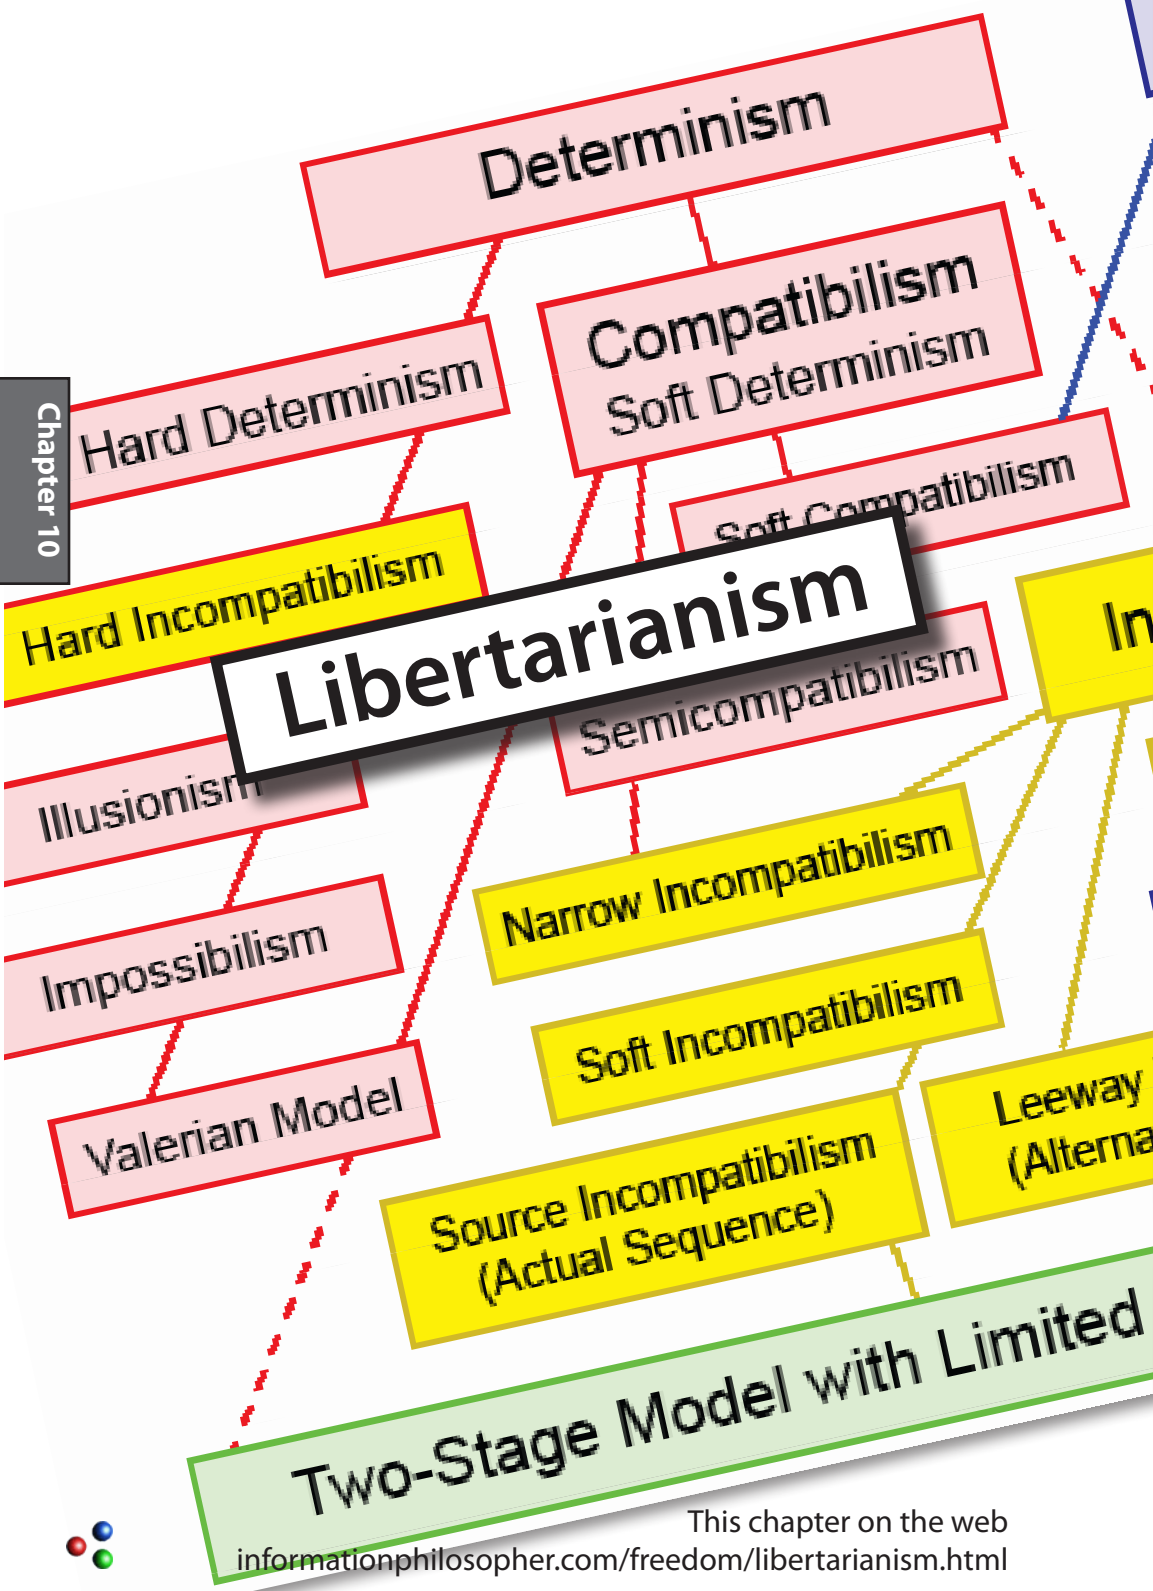 Determinism
Compatibilism
Soft Determinism
Hard Determinism
Soft Compatibilism
Chapter 10
Hard Incompatibilism
Libertarianism
In
Semicompatibilism
Illusionism
Narrow Incompatibilism
Impossibilism
Soft Incompatibilism
Valerian Model
Leeway
(Alterna
Source Incompatibilism
(Actual Sequence)
Two-Stage Model with Limited
This chapter on the web
informationphilosopher.com/freedom/libertarianism.html